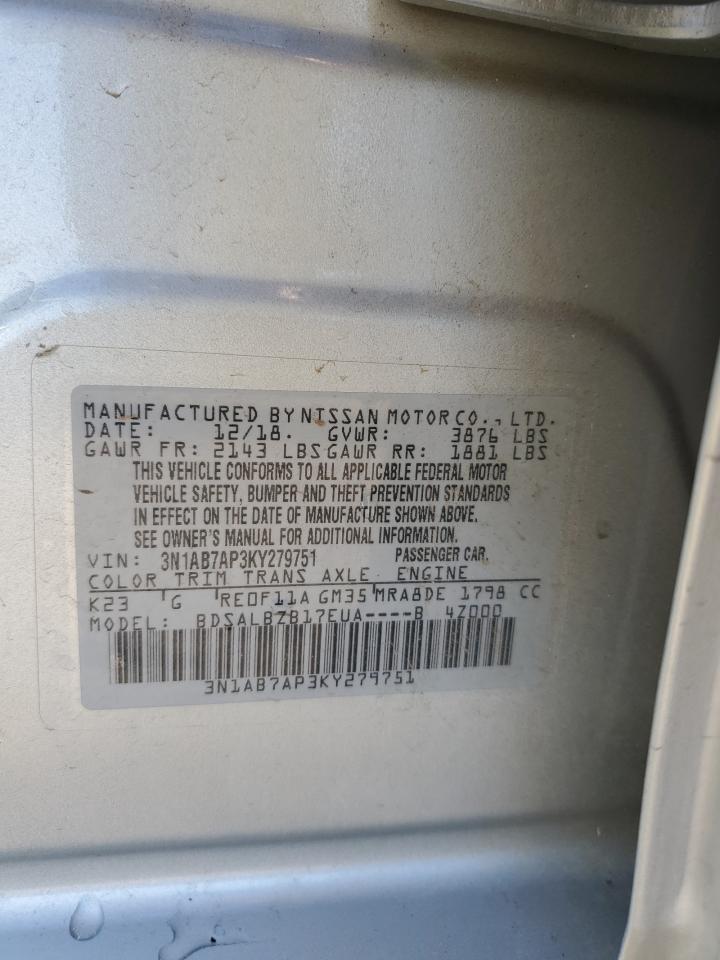 MANUFACTURED BY NISSAN MOTOR CO., LTD.
DATE: 12/18. GVWR: 3876 LBS
GAWR FR: 2143 LBS GAWR RR: 1881 LBS
THIS VEHICLE CONFORMS TO ALL APPLICABLE FEDERAL MOTOR
VEHICLE SAFETY, BUMPER AND THEFT PREVENTION STANDARDS
IN EFFECT ON THE DATE OF MANUFACTURE SHOWN ABOVE.
SEE OWNER'S MANUAL FOR ADDITIONAL INFORMATION.
VIN: 3N1AB7AP3KY279751 PASSENGER CAR.
COLOR TRIM TRANS AXLE ENGINE
K23 G RE0F11A GM35 MRA8DE 1798 CC
MODEL: BDSALBZB17EUA----B 4Z000
3N1AB7AP3KY279751